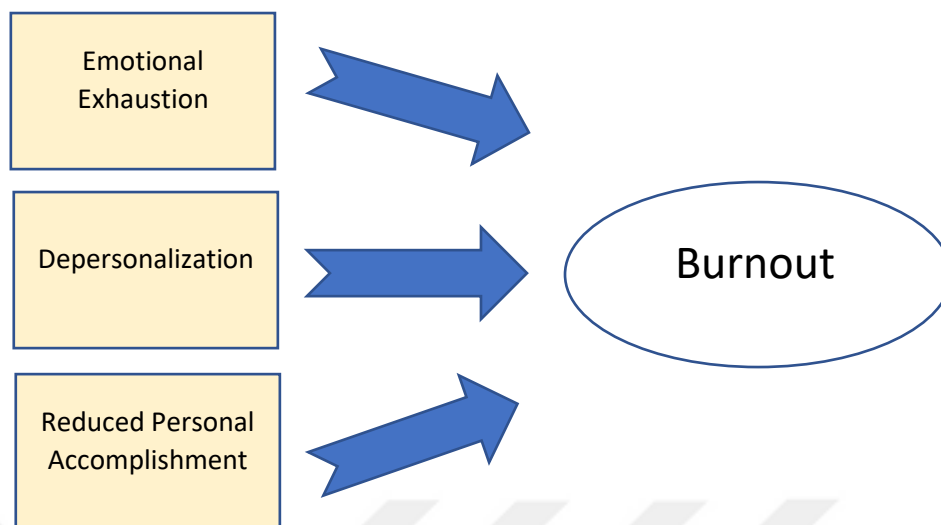 Emotional
Exhaustion
Depersonalization
Burnout
Reduced Personal
Accomplishment